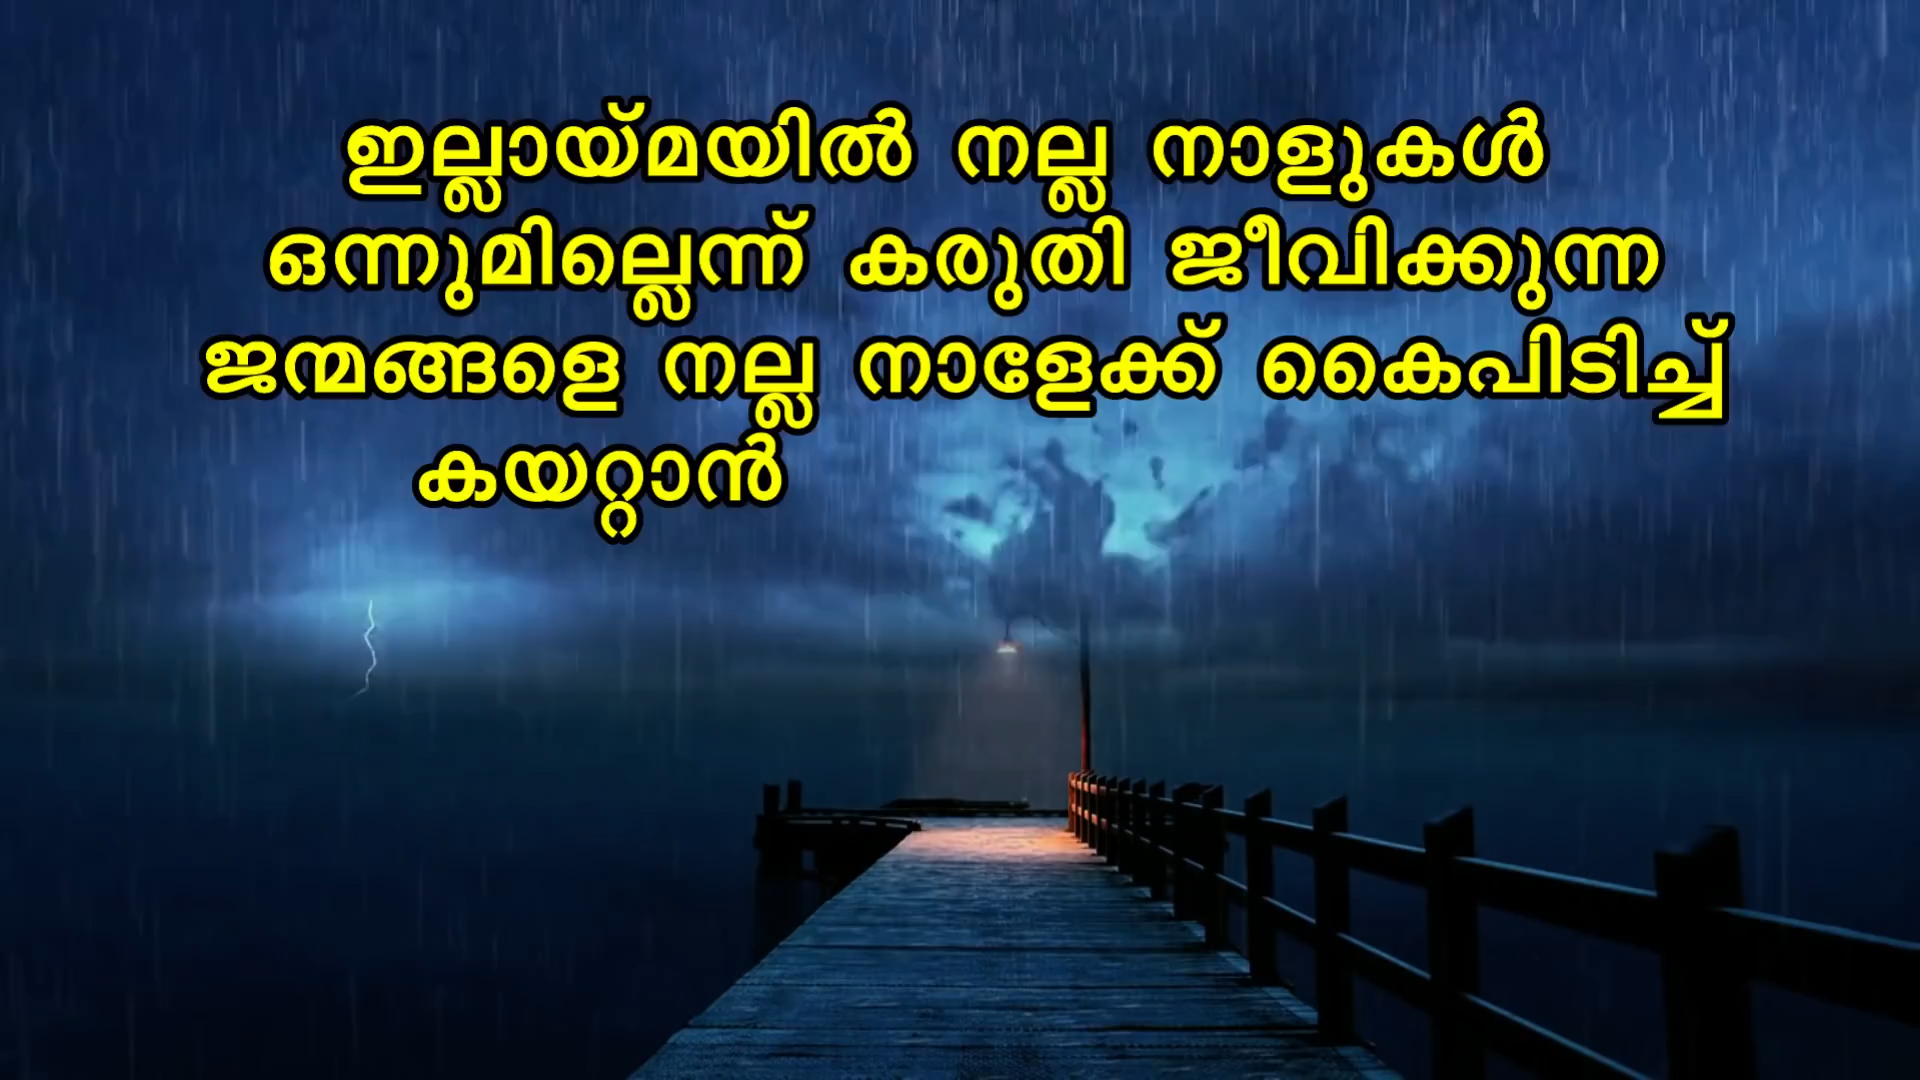 ഇല്ലായ്മയിൽ നല്ല നാളുകൾ
ഒന്നുമില്ലെന്ന് കരുതി ജീവിക്കുന്ന
ജന്മങ്ങളെ നല്ല നാളേക്ക് കൈപിടിച്ച്
കയറ്റാൻ